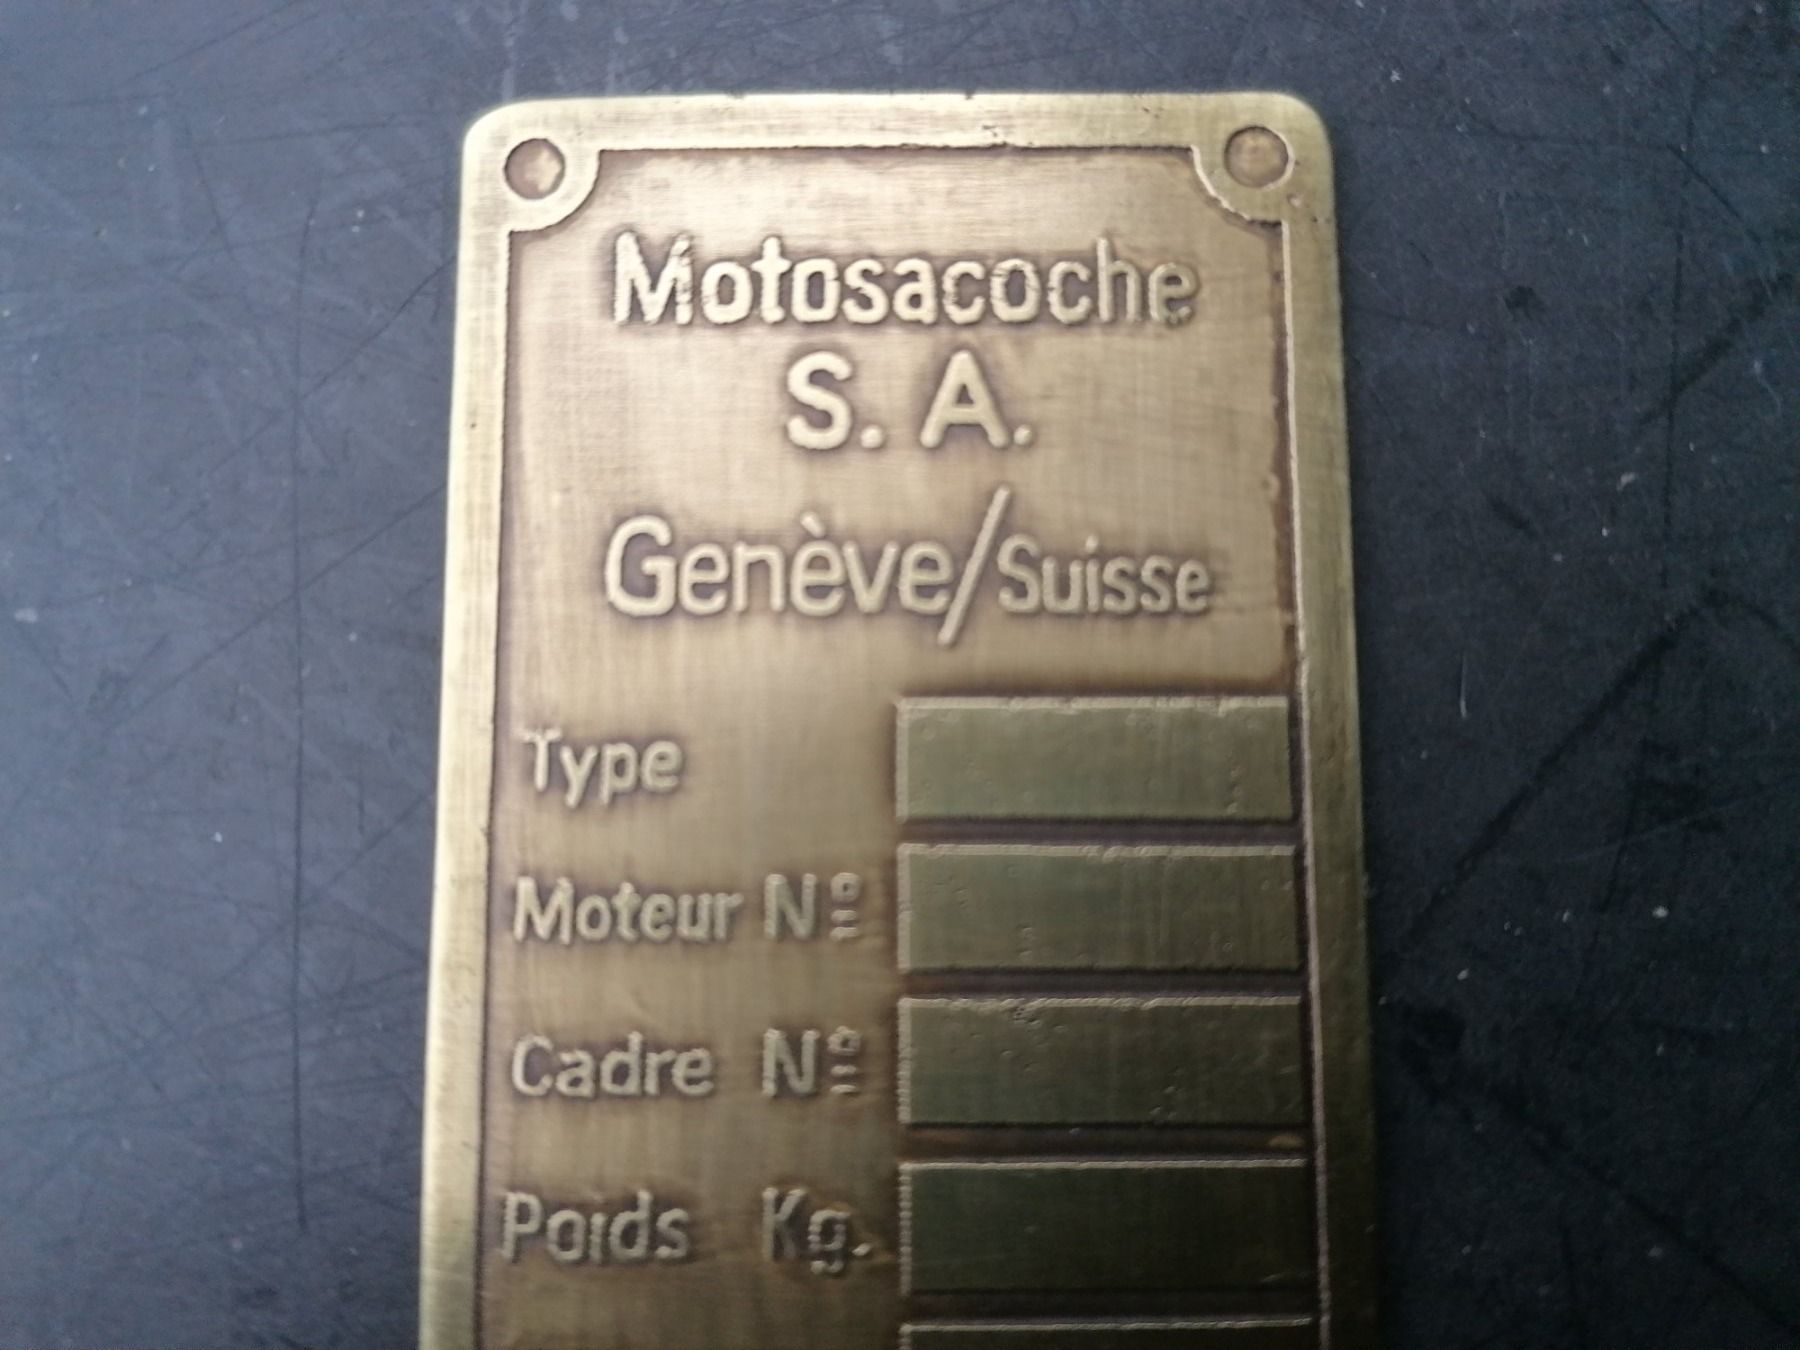 Motosacoche
S. A.
Genève/Suisse
Type
Moteur Nº
Cadre Nº
Poids Kg.